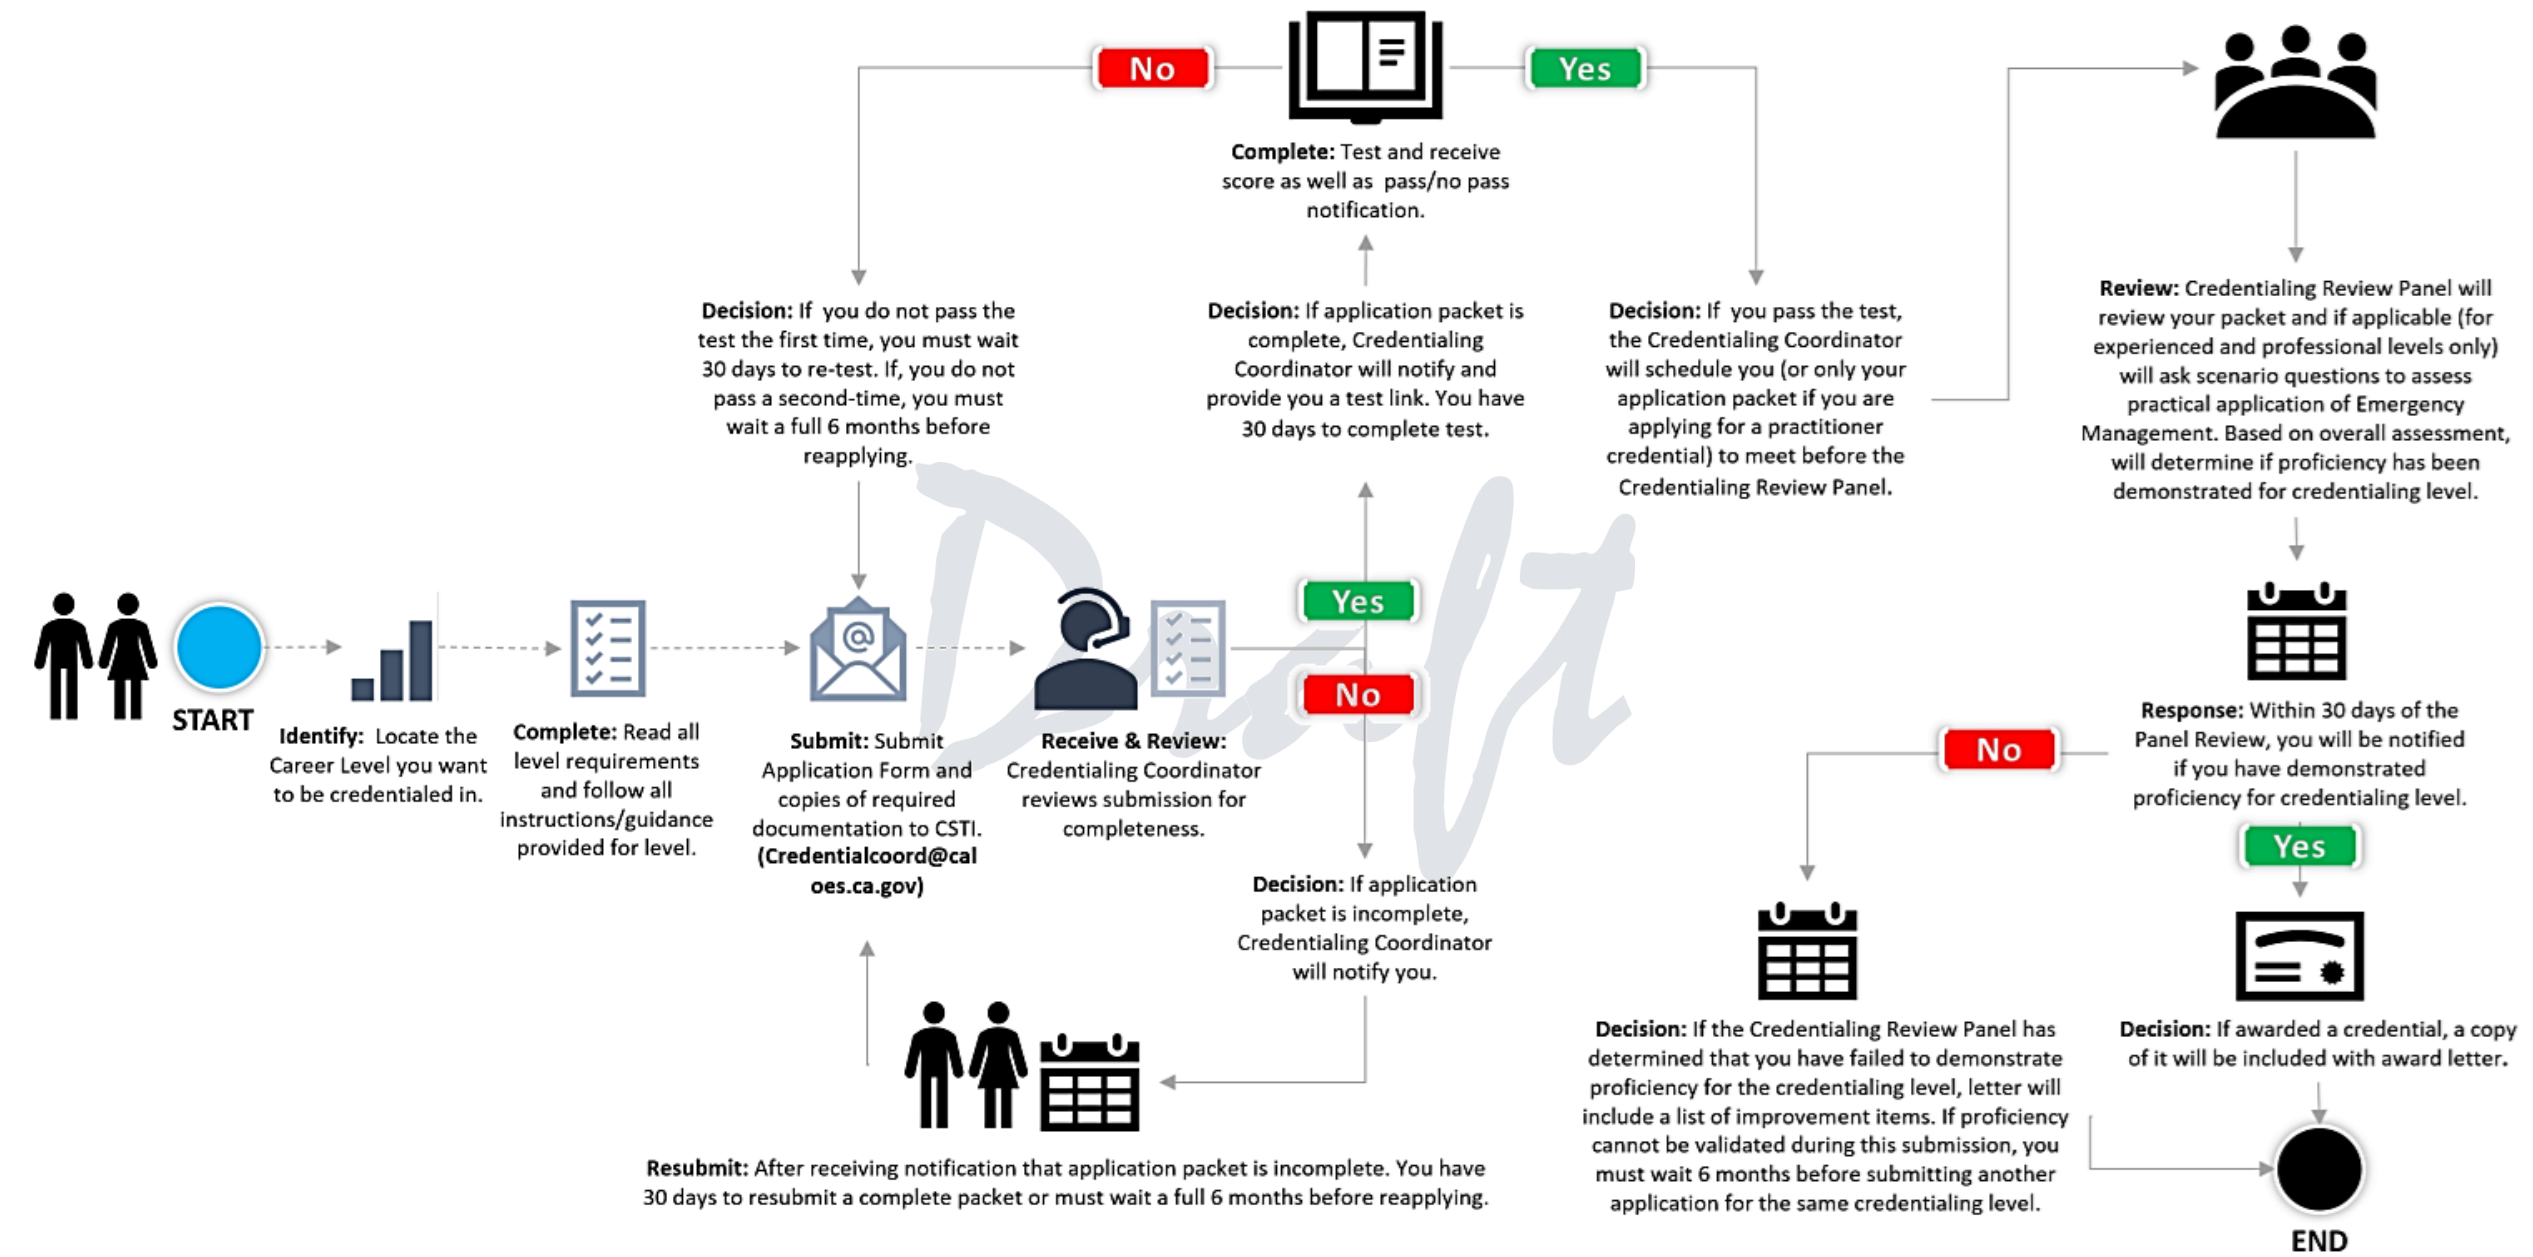 No
Yes
Complete: Test and receive
score as well as pass/no pass
notification.
Decision: If you do not pass the
test the first time, you must wait
30 days to re-test. If, you do not
pass a second-time, you must
wait a full 6 months before
reapplying.
Decision: If application packet is
complete, Credentialing
Coordinator will notify and
provide you a test link. You have
30 days to complete test.
Decision: If you pass the test,
the Credentialing Coordinator
will schedule you (or only your
application packet if you are
applying for a practitioner
credential) to meet before the
Credentialing Review Panel.
Review: Credentialing Review Panel will
review your packet and if applicable (for
experienced and professional levels only)
will ask scenario questions to assess
practical application of Emergency
Management. Based on overall assessment,
will determine if proficiency has been
demonstrated for credentialing level.
Draft
START
Identify: Locate the
Career Level you want
to be credentialed in.
Complete: Read all
level requirements
and follow all
instructions/guidance
provided for level.
@
Submit: Submit
Application Form and
copies of required
documentation to CSTI.
(Credentialcoord@cal
oes.ca.gov)
Receive & Review:
Credentialing Coordinator
reviews submission for
completeness.
Yes
No
Decision: If application
packet is incomplete,
Credentialing Coordinator
will notify you.
Resubmit: After receiving notification that application packet is incomplete. You have
30 days to resubmit a complete packet or must wait a full 6 months before reapplying.
Response: Within 30 days of the
Panel Review, you will be notified
if you have demonstrated
proficiency for credentialing level.
No
Yes
Decision: If the Credentialing Review Panel has
determined that you have failed to demonstrate
proficiency for the credentialing level, letter will
include a list of improvement items. If proficiency
cannot be validated during this submission, you
must wait 6 months before submitting another
application for the same credentialing level.
Decision: If awarded a credential, a copy
of it will be included with award letter.
END